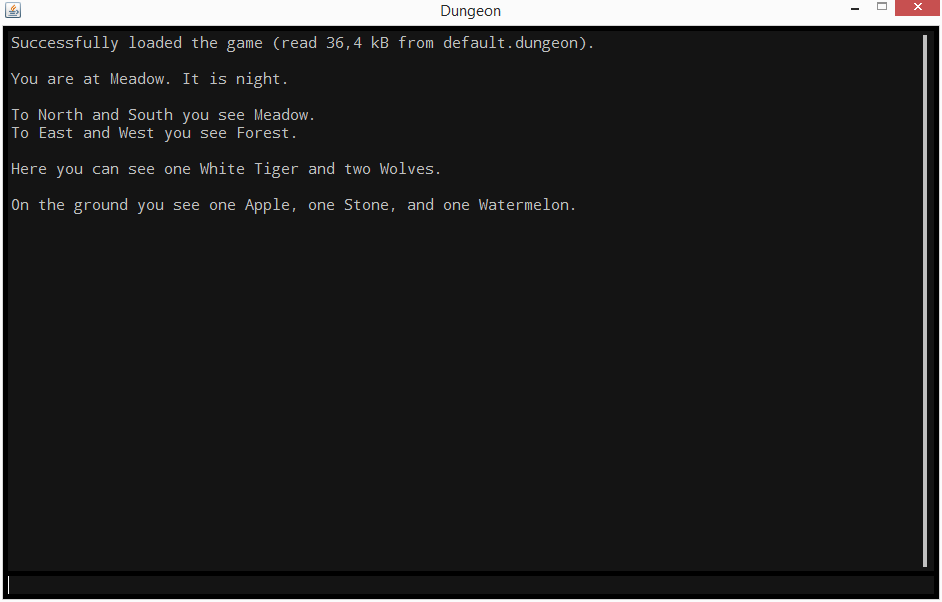 Dungeon
Successfully loaded the game (read 36,4 kB from default.dungeon).
You are at Meadow. It is night.
To North and South you see Meadow.
To East and West you see Forest.
Here you can see one White Tiger and two Wolves.
On the ground you see one Apple, one Stone, and one Watermelon.